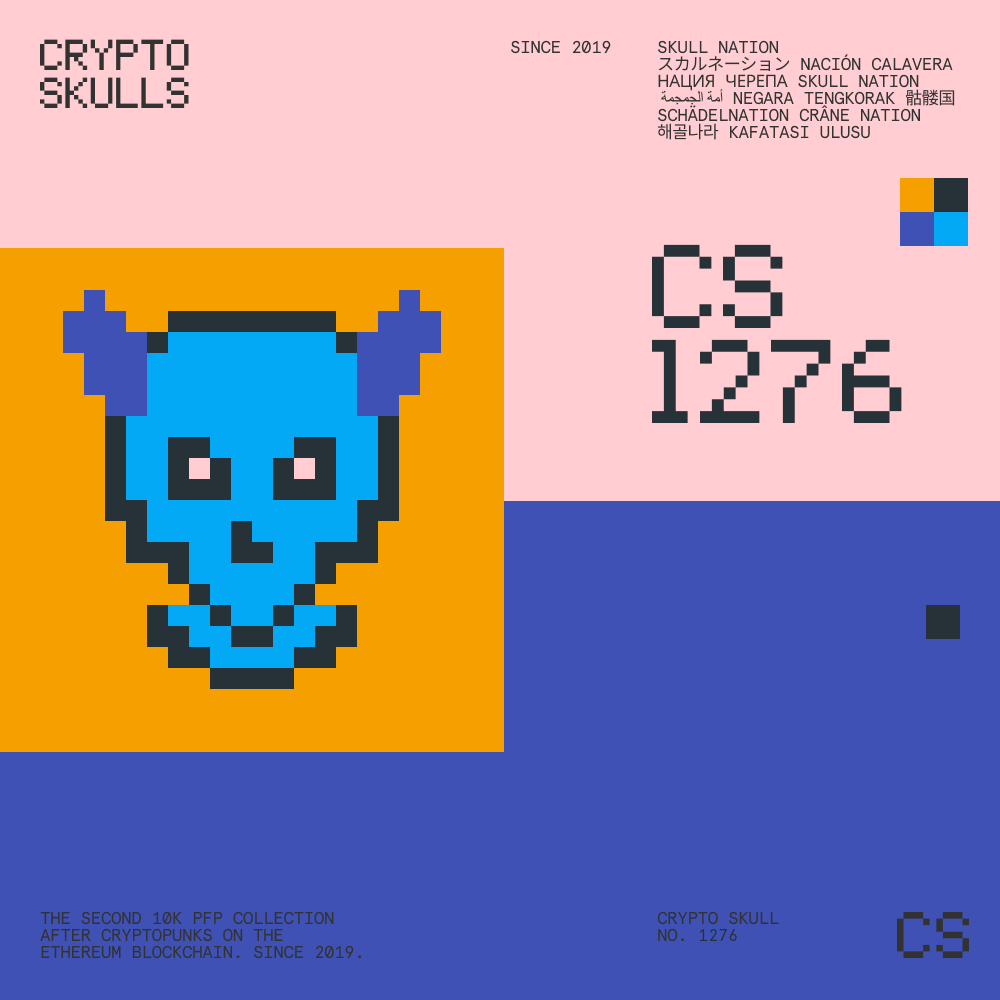 CRYPTO
SKULLS
SINCE 2019
SKULL NATION
スカルネーション NACIÓN CALAVERA
НАЦИЯ ЧЕРЕПА SKULL NATION
أمة الجمجمة NEGARA TENGKORAK 骷髅国
SCHÄDELNATION CRÂNE NATION
해골나라 KAFATASI ULUSU
CS
1276
THE SECOND 10K PFP COLLECTION
AFTER CRYPTOPUNKS ON THE
ETHEREUM BLOCKCHAIN. SINCE 2019.
CRYPTO SKULL
NO. 1276
CS